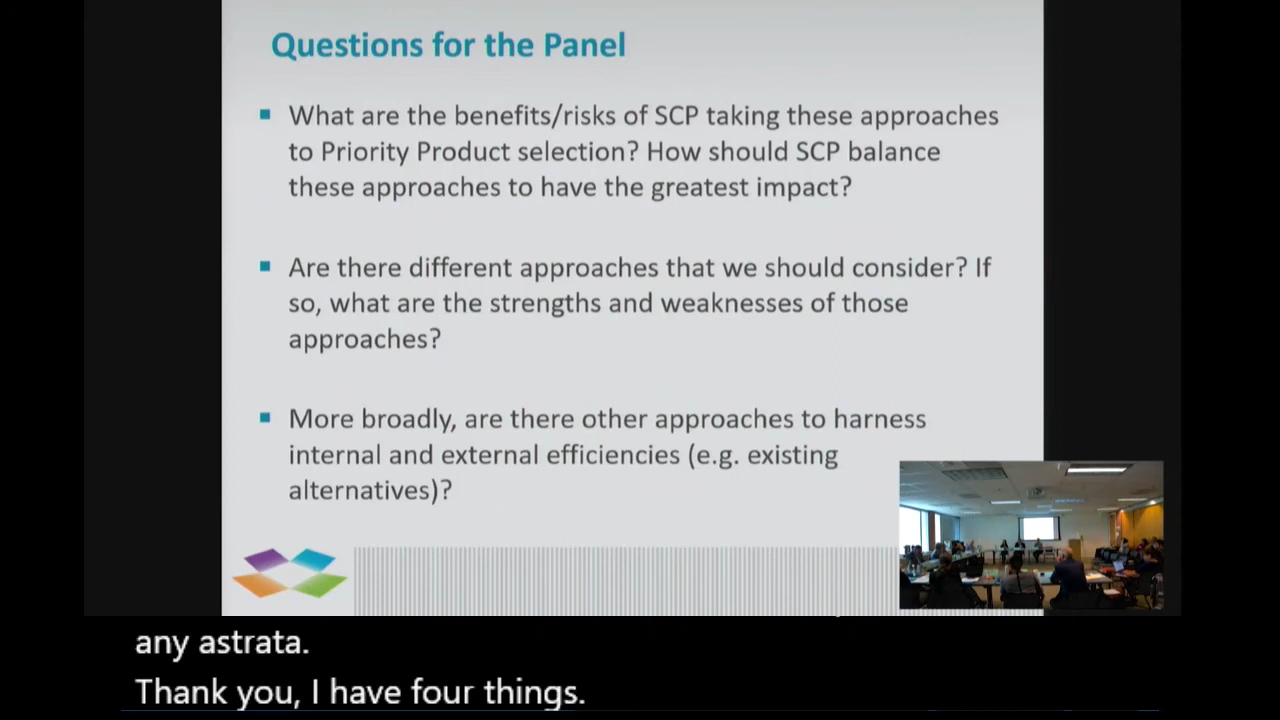 Questions for the Panel
▪ What are the benefits/risks of SCP taking these approaches
to Priority Product selection? How should SCP balance
these approaches to have the greatest impact?
▪ Are there different approaches that we should consider? If
so, what are the strengths and weaknesses of those
approaches?
▪ More broadly, are there other approaches to harness
internal and external efficiencies (e.g. existing
alternatives)?
any astrata.
Thank you, I have four things.